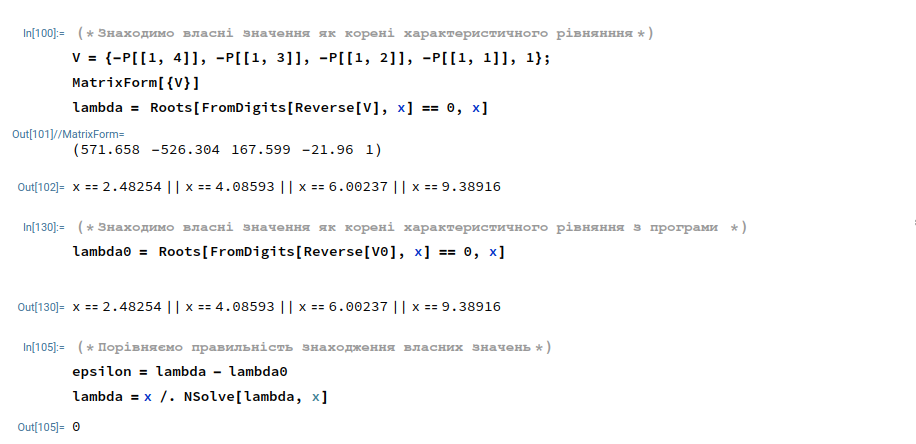 In[100]:= (*Знаходимо власні значення як корені характеристичного рівнянння*)
V = {-P[[1, 4]], -P[[1, 3]], -P[[1, 2]], -P[[1, 1]], 1};
MatrixForm[{V}]
lambda = Roots[FromDigits[Reverse[V], x] == 0, x]
Out[101]//MatrixForm=
(571.658 -526.304 167.599 -21.96 1)
Out[102]= x == 2.48254 || x == 4.08593 || x == 6.00237 || x == 9.38916
In[130]:= (*Знаходимо власні значення як корені характеристичного рівняння з програми *)
lambda0 = Roots[FromDigits[Reverse[V0], x] == 0, x]
Out[130]= x == 2.48254 || x == 4.08593 || x == 6.00237 || x == 9.38916
In[105]:= (*Порівняємо правильність знаходження власних значень*)
epsilon = lambda - lambda0
lambda = x /. NSolve[lambda, x]
Out[105]= 0